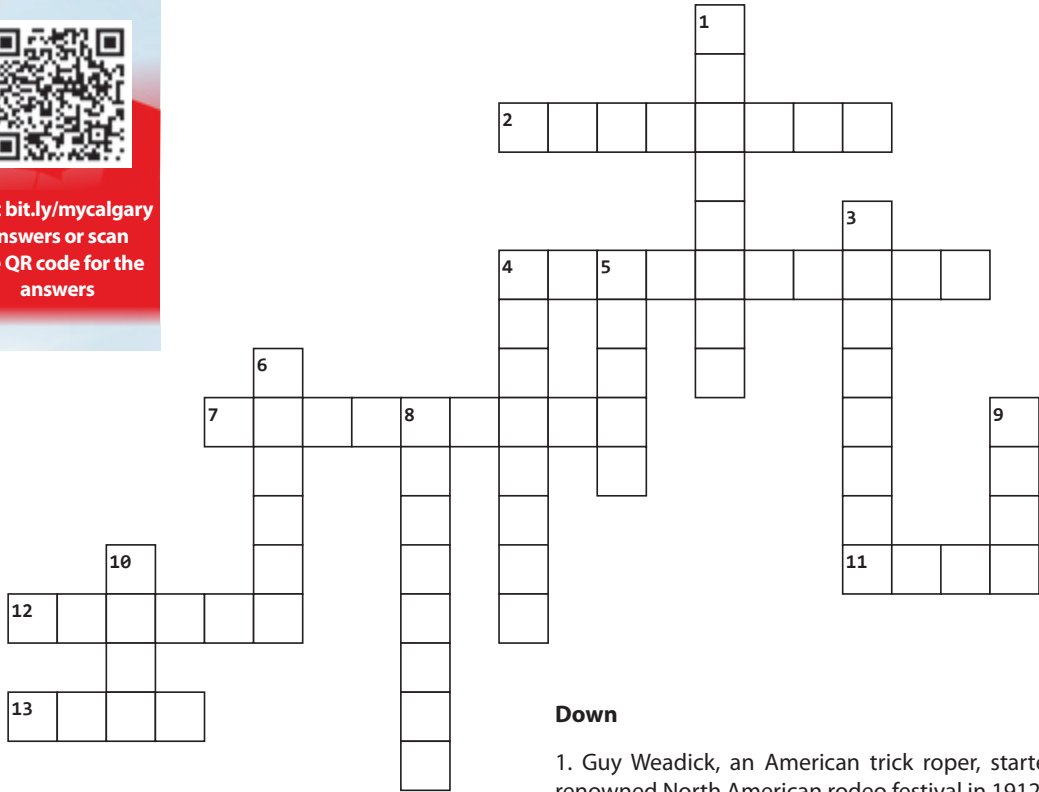 bit.ly/mycalgary
or scan
QR code for the
answers
1
2
3
4 5
6
7 8 9
10
11
12
13
Down
1. Guy Weadick, an American trick roper,
renowned North American rodeo festival in 1912